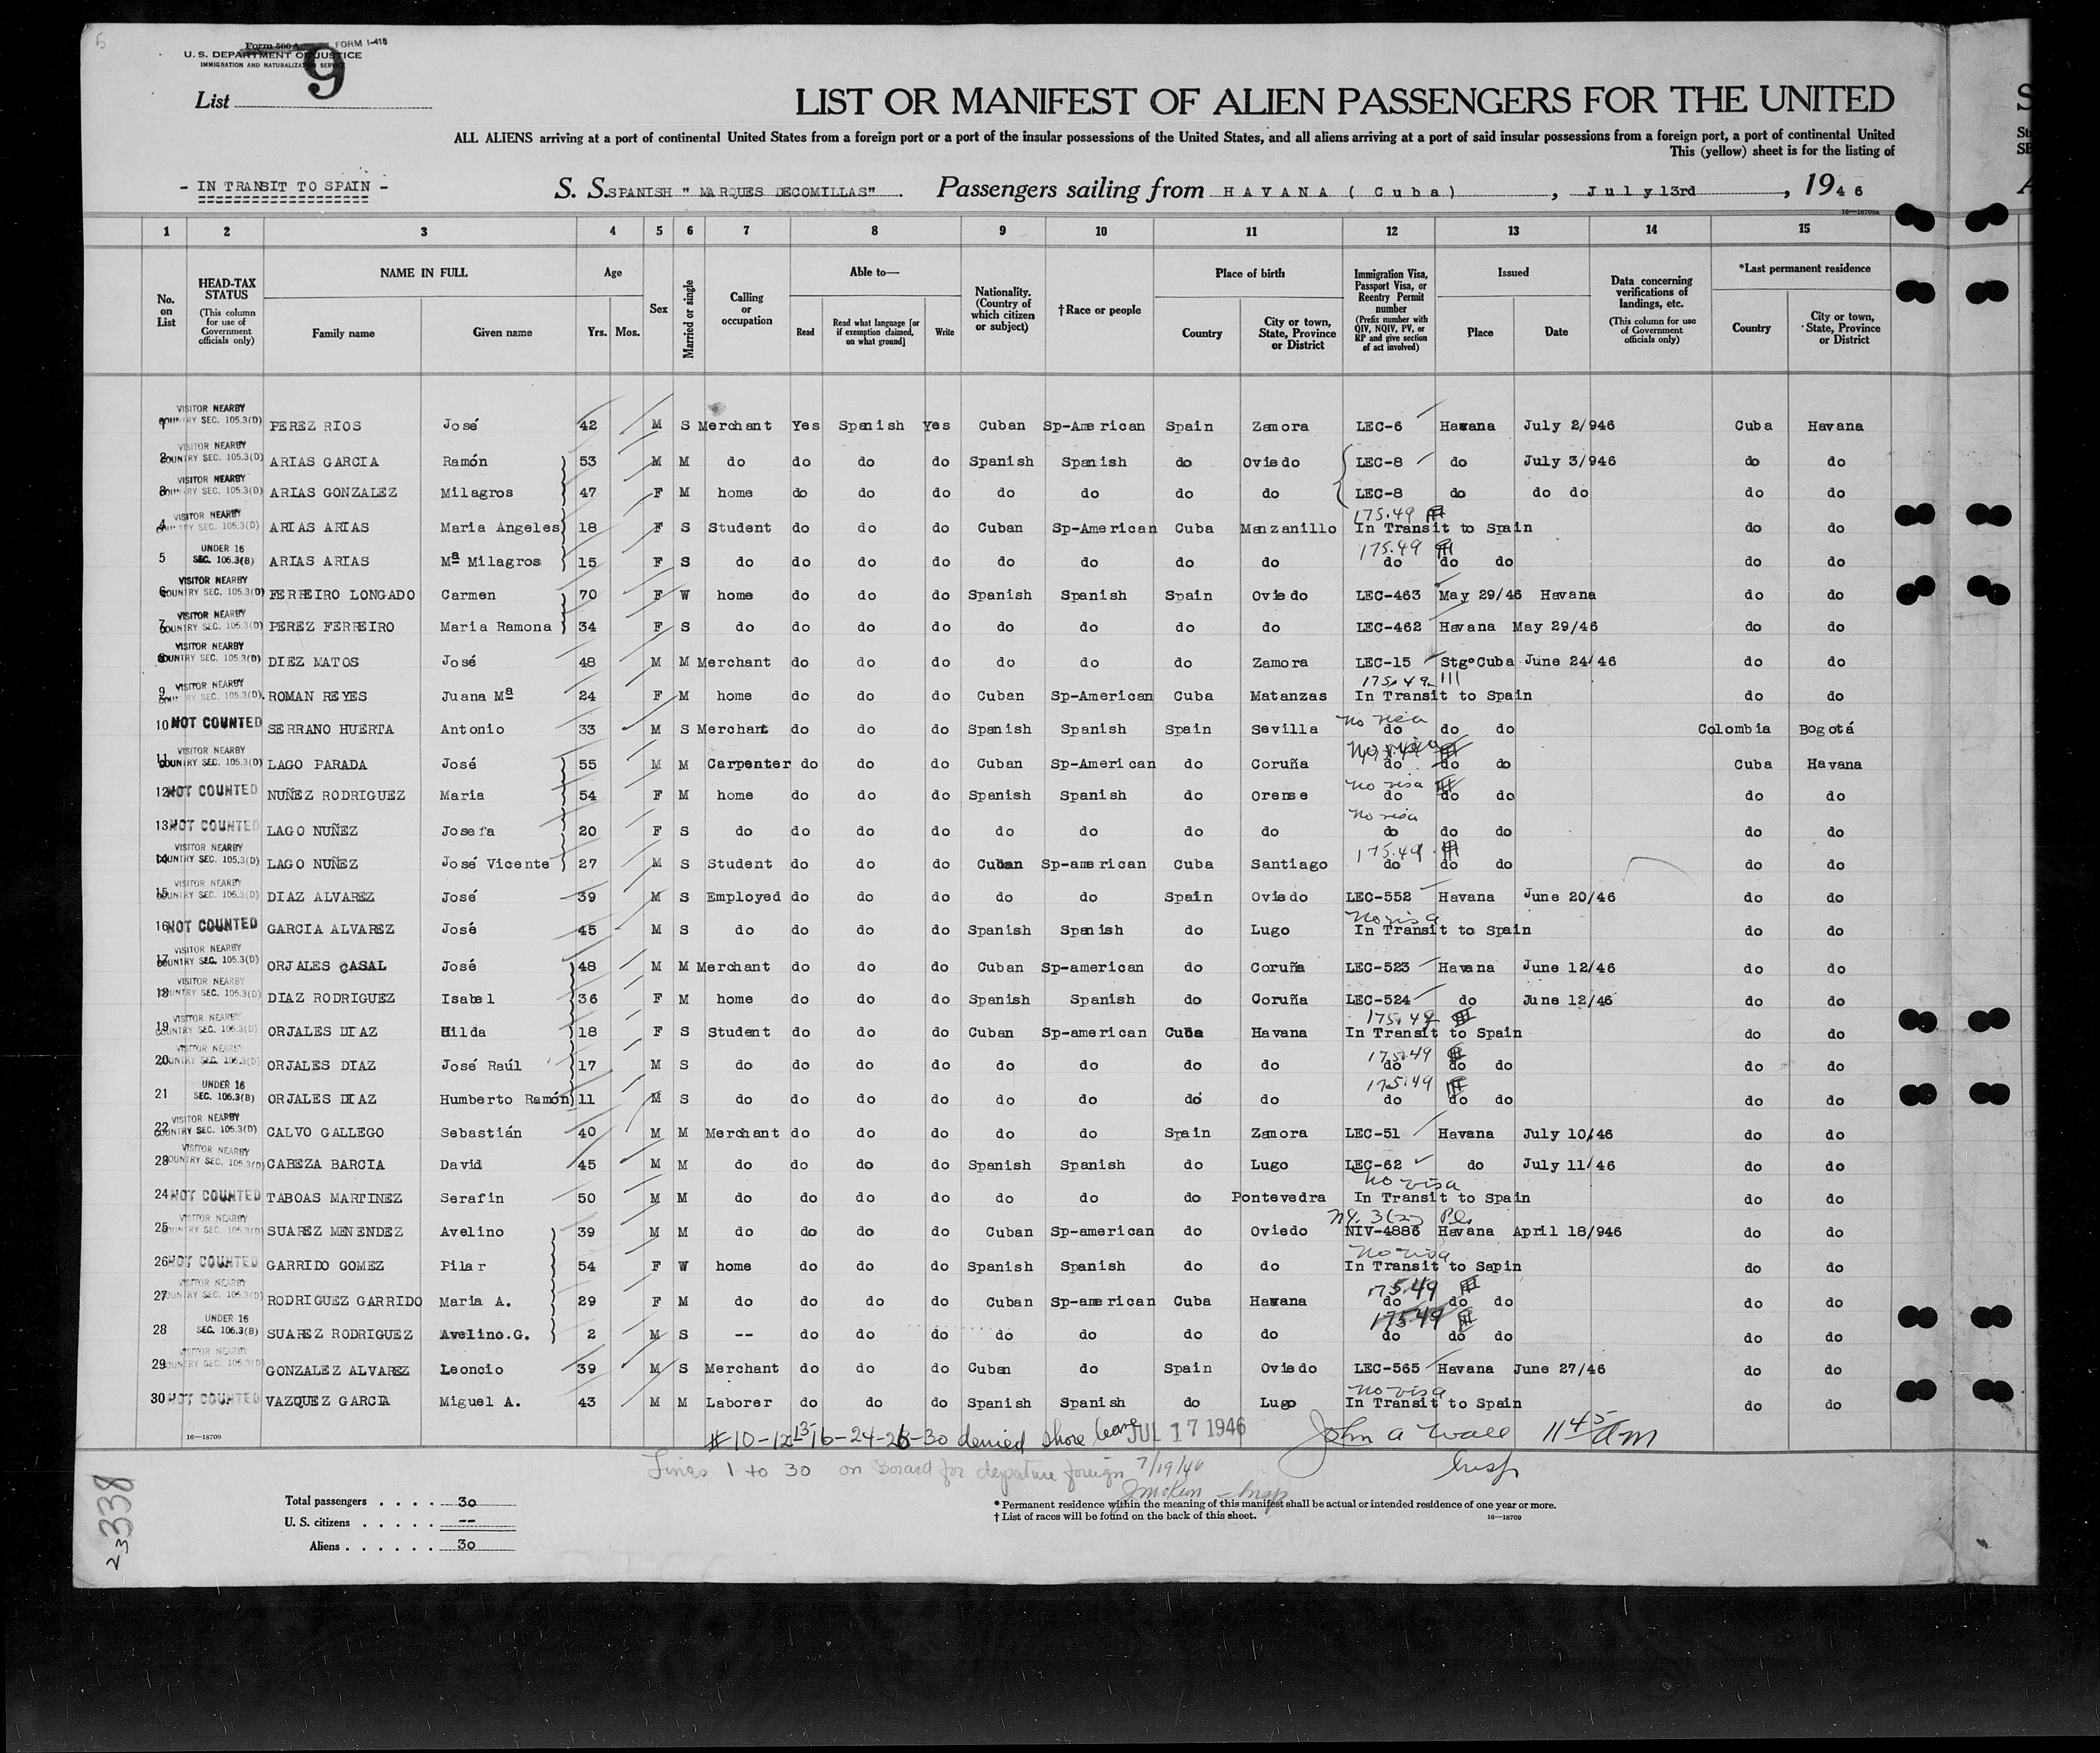 Form 500 A FORM I-415
U. S. DEPARTMENT OF JUSTICE
IMMIGRATION AND NATURALIZATION SERVICE
List 9
LIST OR MANIFEST OF ALIEN PASSENGERS FOR THE UNITED
ALL ALIENS arriving at a port of continental United States from a foreign port or a port of the insular possessions of the United States, and all aliens arriving at a port of said insular possessions from a foreign port, a port of continental United
This (yellow) sheet is for the listing of
- IN TRANSIT TO SPAIN - S. S. SPANISH " MARQUES DECOMILLAS" Passengers sailing from HAVANA ( Cuba ) , July 13rd , 1946
16—18709a
1 2 3 4 5 6 7 8 9 10 11 12 13 14 15
No. on List
HEAD-TAX STATUS (This column for use of Government officials only)
NAME IN FULL Family name Given name
Age Yrs. Mos.
Sex
Married or single
Calling or occupation
Able to— Read Read what language [or if exemption claimed, on what ground] Write
Nationality. (Country of which citizen or subject)
†Race or people
Place of birth Country City or town, State, Province or District
Immigration Visa, Passport Visa, or Reentry Permit number (Prefix number with QIV, NQIV, PV, or RP and give section of act involved)
Issued Place Date
Data concerning verifications of landings, etc. (This column for use of Government officials only)
*Last permanent residence Country City or town, State, Province or District
1 VISITOR NEARBY COUNTRY SEC. 105.3(D) PEREZ RIOS José 42 M S Merchant Yes Spanish Yes Cuban Sp-American Spain Zamora LEC-6 Havana July 2/946 Cuba Havana
2 VISITOR NEARBY COUNTRY SEC. 105.3(D) ARIAS GARCIA Ramón 53 M M do do do do Spanish Spanish do Oviedo LEC-8 do July 3/946 do do
3 VISITOR NEARBY COUNTRY SEC. 105.3(D) ARIAS GONZALEZ Milagros 47 F M home do do do do do do do LEC-8 do do do do do
4 VISITOR NEARBY COUNTRY SEC. 105.3(D) ARIAS ARIAS Maria Angeles 18 F S Student do do do Cuban Sp-American Cuba Manzanillo 175.49 In Transit to Spain do do
5 UNDER 16 SEC. 105.3(B) ARIAS ARIAS Mª Milagros 15 F S do do do do do do do do 175.49 do do do do do
6 VISITOR NEARBY COUNTRY SEC. 105.3(D) FERREIRO LONGADO Carmen 70 F W home do do do Spanish Spanish Spain Oviedo LEC-463 May 29/46 Havana do do
7 VISITOR NEARBY COUNTRY SEC. 105.3(D) PEREZ FERREIRO Maria Ramona 34 F S do do do do do do do do LEC-462 Havana May 29/46 do do
8 VISITOR NEARBY COUNTRY SEC. 105.3(D) DIEZ MATOS José 48 M M Merchant do do do do do do Zamora LEC-15 StgoCuba June 24/46 do do
9 VISITOR NEARBY COUNTRY SEC. 105.3(D) ROMAN REYES Juana Mª 24 F M home do do do Cuban Sp-American Cuba Matanzas 175.49 In Transit to Spain do do
10 NOT COUNTED SERRANO HUERTA Antonio 33 M S Merchant do do do Spanish Spanish Spain Sevilla No visa do do do Colombia Bogotá
11 VISITOR NEARBY COUNTRY SEC. 105.3(D) LAGO PARADA José 55 M M Carpenter do do do Cuban Sp-American do Coruña do do do Cuba Havana
12 NOT COUNTED NUÑEZ RODRIGUEZ Maria 54 F M home do do do Spanish Spanish do Orense No visa do do do do do
13 NOT COUNTED LAGO NUÑEZ Josefa 20 F S do do do do do do do do No visa do do do do do
14 VISITOR NEARBY COUNTRY SEC. 105.3(D) LAGO NUÑEZ José Vicente 27 M S Student do do do Cuban Sp-american Cuba Santiago 175.49 do do do do do
15 VISITOR NEARBY COUNTRY SEC. 105.3(D) DIAZ ALVAREZ José 39 M S Employed do do do do do Spain Oviedo LEC-552 Havana June 20/46 do do
16 NOT COUNTED GARCIA ALVAREZ José 45 M S do do do do Spanish Spanish do Lugo No visa In Transit to Spain do do
17 VISITOR NEARBY COUNTRY SEC. 105.3(D) ORJALES CASAL José 48 M M Merchant do do do Cuban Sp-american do Coruña LEC-523 Havana June 12/46 do do
18 VISITOR NEARBY COUNTRY SEC. 105.3(D) DIAZ RODRIGUEZ Isabel 36 F M home do do do Spanish Spanish do Coruña LEC-524 do June 12/46 do do
19 VISITOR NEARBY COUNTRY SEC. 105.3(D) ORJALES DIAZ Hilda 18 F S Student do do do Cuban Sp-american Cuba Havana 175.49 In Transit to Spain do do
20 VISITOR NEARBY COUNTRY SEC. 105.3(D) ORJALES DIAZ José Raúl 17 M S do do do do do do do do 175.49 do do do do do
21 UNDER 16 SEC. 105.3(B) ORJALES DIAZ Humberto Ramón 11 M S do do do do do do do do 175.49 do do do do do
22 VISITOR NEARBY COUNTRY SEC. 105.3(D) CALVO GALLEGO Sebastián 40 M M Merchant do do do do do Spain Zamora LEC-51 Havana July 10/46 do do
23 VISITOR NEARBY COUNTRY SEC. 105.3(D) CABEZA BARCIA David 45 M M do do do do Spanish Spanish do Lugo LEC-62 do July 11/46 do do
24 NOT COUNTED TABOAS MARTINEZ Serafin 50 M M do do do do do do do Pontevedra No visa In Transit to Spain do do
25 VISITOR NEARBY COUNTRY SEC. 105.3(D) SUAREZ MENENDEZ Avelino 39 M M do do do do Cuban Sp-american do Oviedo NIV-4886 Havana April 18/946 do do
26 NOT COUNTED GARRIDO GOMEZ Pilar 54 F W home do do do Spanish Spanish do do No visa In Transit to Sapin do do
27 VISITOR NEARBY COUNTRY SEC. 105.3(D) RODRIGUEZ GARRIDO Maria A. 29 F M do do do do Cuban Sp-american Cuba Havana 175.49 do do do do do
28 UNDER 16 SEC. 105.3(B) SUAREZ RODRIGUEZ Avelino.G. 2 M S -- do do do do do do do 175.49 do do do do do
29 VISITOR NEARBY COUNTRY SEC. 105.3(D) GONZALEZ ALVAREZ Leoncio 39 M S Merchant do do do Cuban do Spain Oviedo LEC-565 Havana June 27/46 do do
30 NOT COUNTED VAZQUEZ GARCIA Miguel A. 43 M M Laborer do do do Spanish Spanish do Lugo No visa In Transit to Spain do do
16—18709
# 10-12-13-16-24-26-30 denied shore leave JUL 17 1946 John A Wall 11 45 am
Insp
Lines 1 to 30 on Board for departure foreign 7/19/46
Insp
23338
Total passengers . . . . 30
U. S. citizens . . . . . --
Aliens . . . . . . 30
* Permanent residence within the meaning of this manifest shall be actual or intended residence of one year or more.
† List of races will be found on the back of this sheet. 16—18709